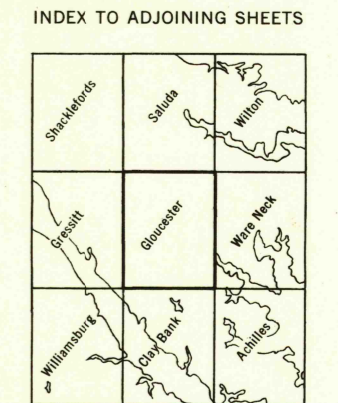 INDEX TO ADJOINING SHEETS
Shacklefords
Saluda
Wilton
Gressitt
Gloucester
Ware Neck
Williamsburg
Clay Bank
Achilles